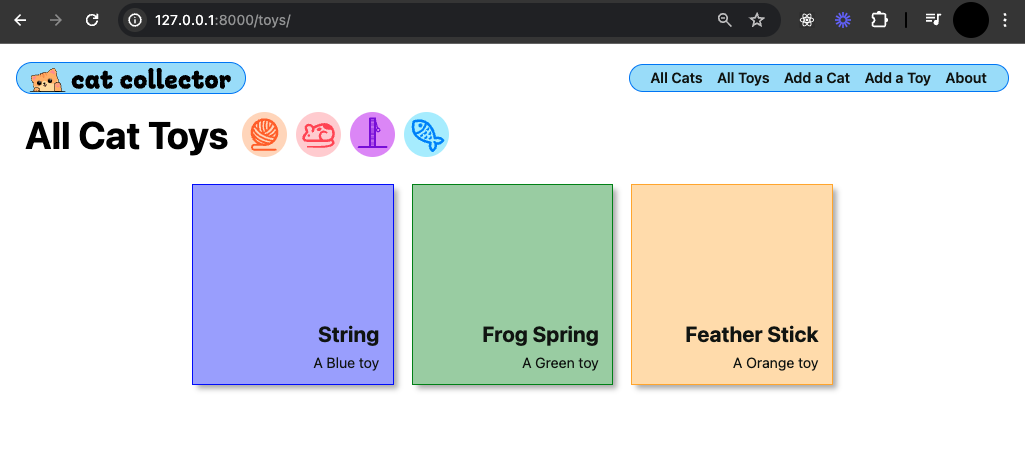 127.0.0.1:8000/toys/
cat collector
All Cats All Toys Add a Cat Add a Toy About
All Cat Toys
String
A Blue toy
Frog Spring
A Green toy
Feather Stick
A Orange toy